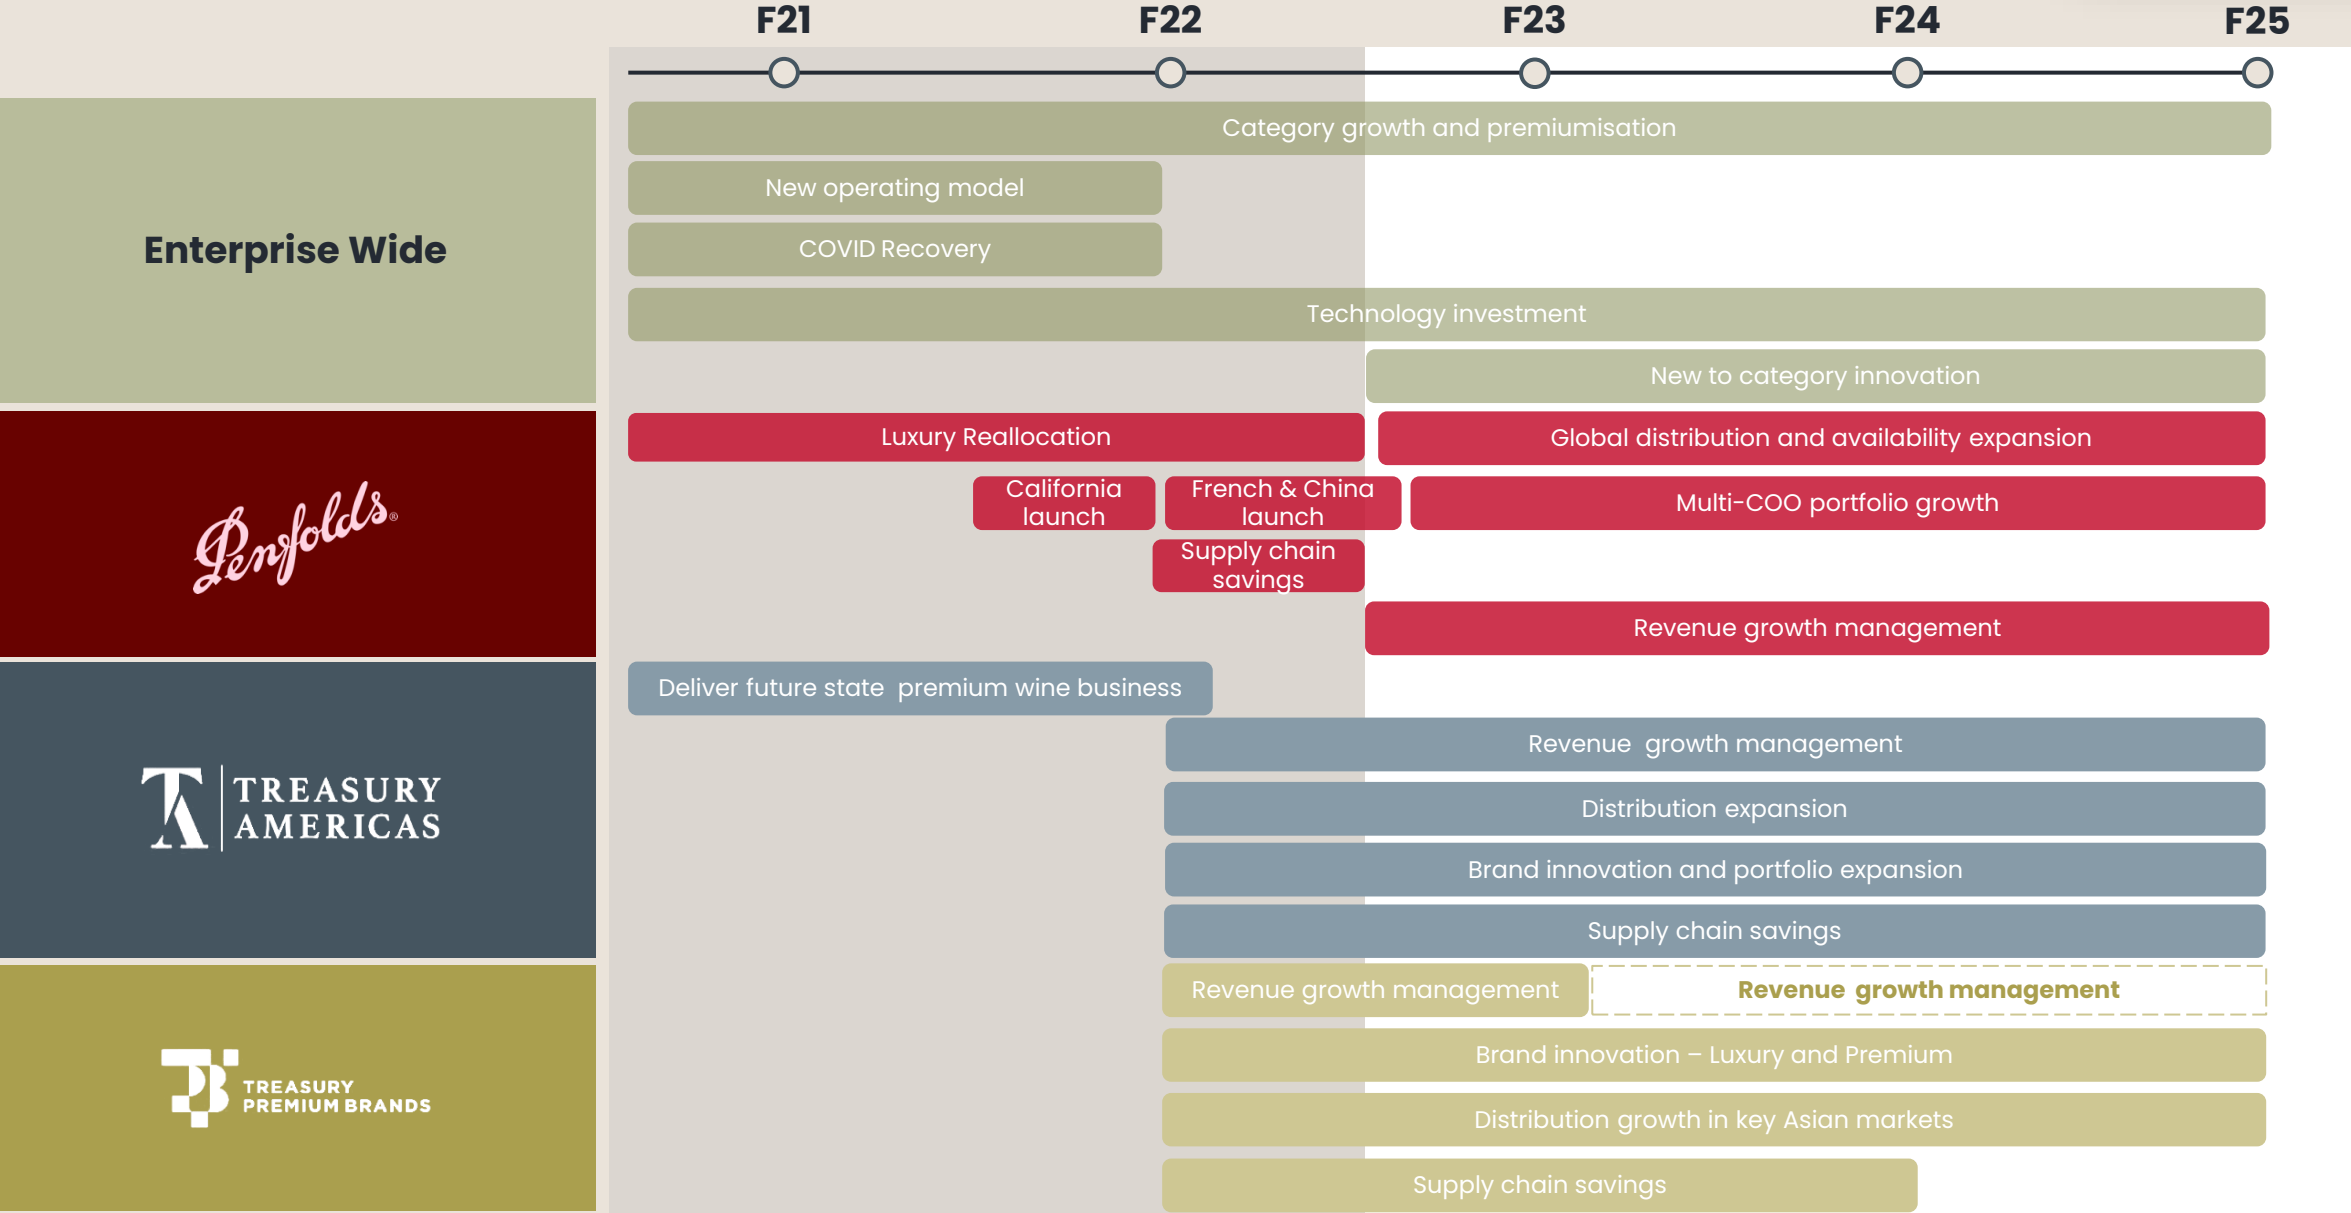 F21 F22 F23 F24 F25
Enterprise Wide
Category growth and premiumisation
New operating model
COVID Recovery
Technology investment
New to category innovation
Penfolds®
Luxury Reallocation
Global distribution and availability expansion
California
launch
French & China
launch
Multi-COO portfolio growth
Supply chain
savings
Revenue growth management
TA TREASURY
AMERICAS
Deliver future state premium wine business
Revenue growth management
Distribution expansion
Brand innovation and portfolio expansion
Supply chain savings
TPB TREASURY
PREMIUM BRANDS
Revenue growth management
Revenue growth management
Brand innovation – Luxury and Premium
Distribution growth in key Asian markets
Supply chain savings